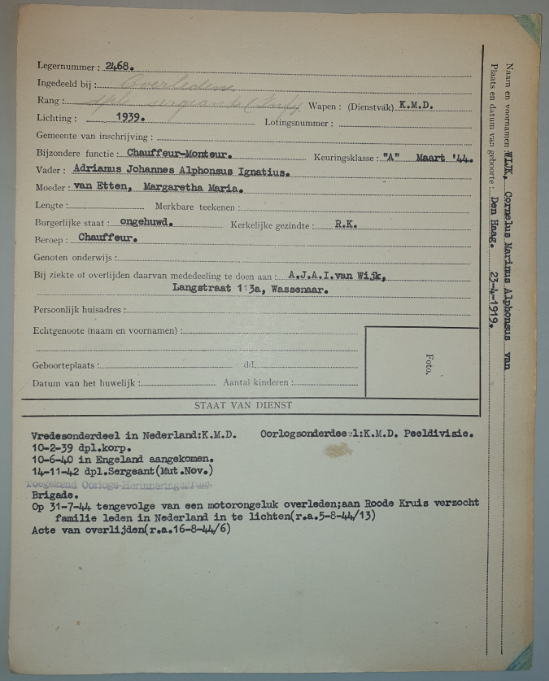 Legernummer : 2468.
Ingedeeld bij : Overleden
Rang : dpl. sergeant (Inf) Wapen : (Dienstvak) K.M.D.
Lichting : 1939. Lotingsnummer :
Gemeente van inschrijving :
Bijzondere functie : Chauffeur-Monteur. Keuringsklasse : "A" Maart '44.
Vader : Adrianus Johannes Alphonsus Ignatius.
Moeder : van Etten, Margaretha Maria.
Lengte : Merkbare teekenen :
Burgerlijke staat : ongehuwd. Kerkelijke gezindte : R.K.
Beroep : Chauffeur.
Genoten onderwijs :
Bij ziekte of overlijden daarvan mededeeling te doen aan : A.J.A.I.van Wijk,
Langstraat 113a, Wassenaar.
Persoonlijk huisadres :
Echtgenoote (naam en voornamen) :
Geboorteplaats : dd.
Datum van het huwelijk : Aantal kinderen :
Foto.
STAAT VAN DIENST
Vredesonderdeel in Nederland:K.M.D. Oorlogsonderdeel:K.M.D. Peeldivisie.
10-2-39 dpl.korp.
10-6-40 in Engeland aangekomen.
14-11-42 dpl.Sergeant(Mut.Nov.)
Toegekend Oorlogs-Herinnering
Brigade.
Op 31-7-44 tengevolge van een motorongeluk overleden;aan Roode Kruis verzocht
familie leden in Nederland in te lichten(r.a.5-8-44/13)
Acte van overlijden(r.a.16-8-44/6)
Naam en voornamen WIJK, Cornelus Marinus Alphonsus van
Plaats en datum van geboorte : Den Haag. 23-4-1919.